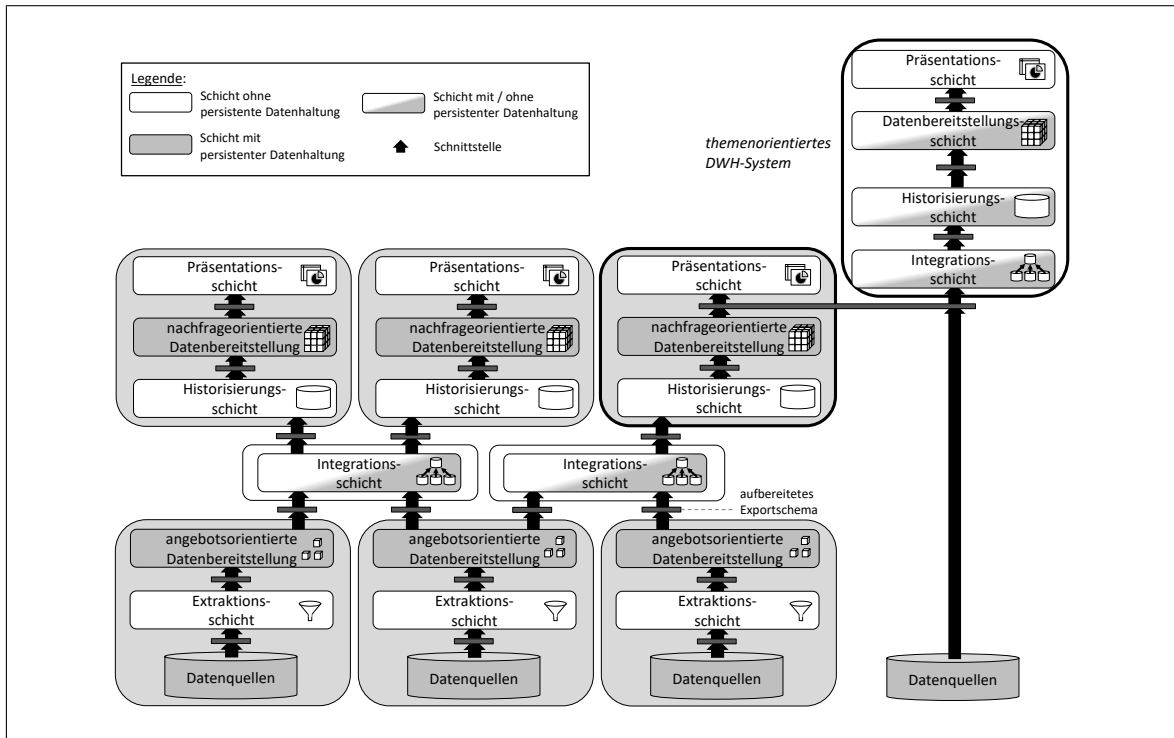 Legende:
Schicht ohne
persistente Datenhaltung
Schicht mit / ohne
persistenter Datenhaltung
Schicht mit
persistenter Datenhaltung
Schnittstelle
themenorientiertes
DWH-System
Präsentations-
schicht
Datenbereitstellungs-
schicht
Historisierungs-
schicht
Integrations-
schicht
Präsentations-
schicht
nachfrageorientierte
Datenbereitstellung
Historisierungs-
schicht
Präsentations-
schicht
nachfrageorientierte
Datenbereitstellung
Historisierungs-
schicht
Präsentations-
schicht
nachfrageorientierte
Datenbereitstellung
Historisierungs-
schicht
Integrations-
schicht
Integrations-
schicht
aufbereitetes
Exportschema
angebotsorientierte
Datenbereitstellung
Extraktions-
schicht
Datenquellen
angebotsorientierte
Datenbereitstellung
Extraktions-
schicht
Datenquellen
angebotsorientierte
Datenbereitstellung
Extraktions-
schicht
Datenquellen
Datenquellen